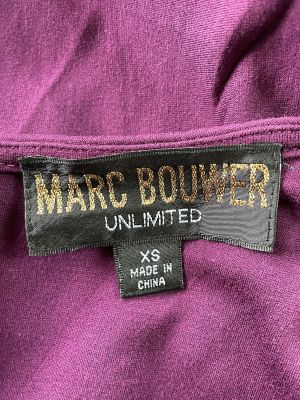 MARC BOUWER
UNLIMITED
XS
MADE IN
CHINA